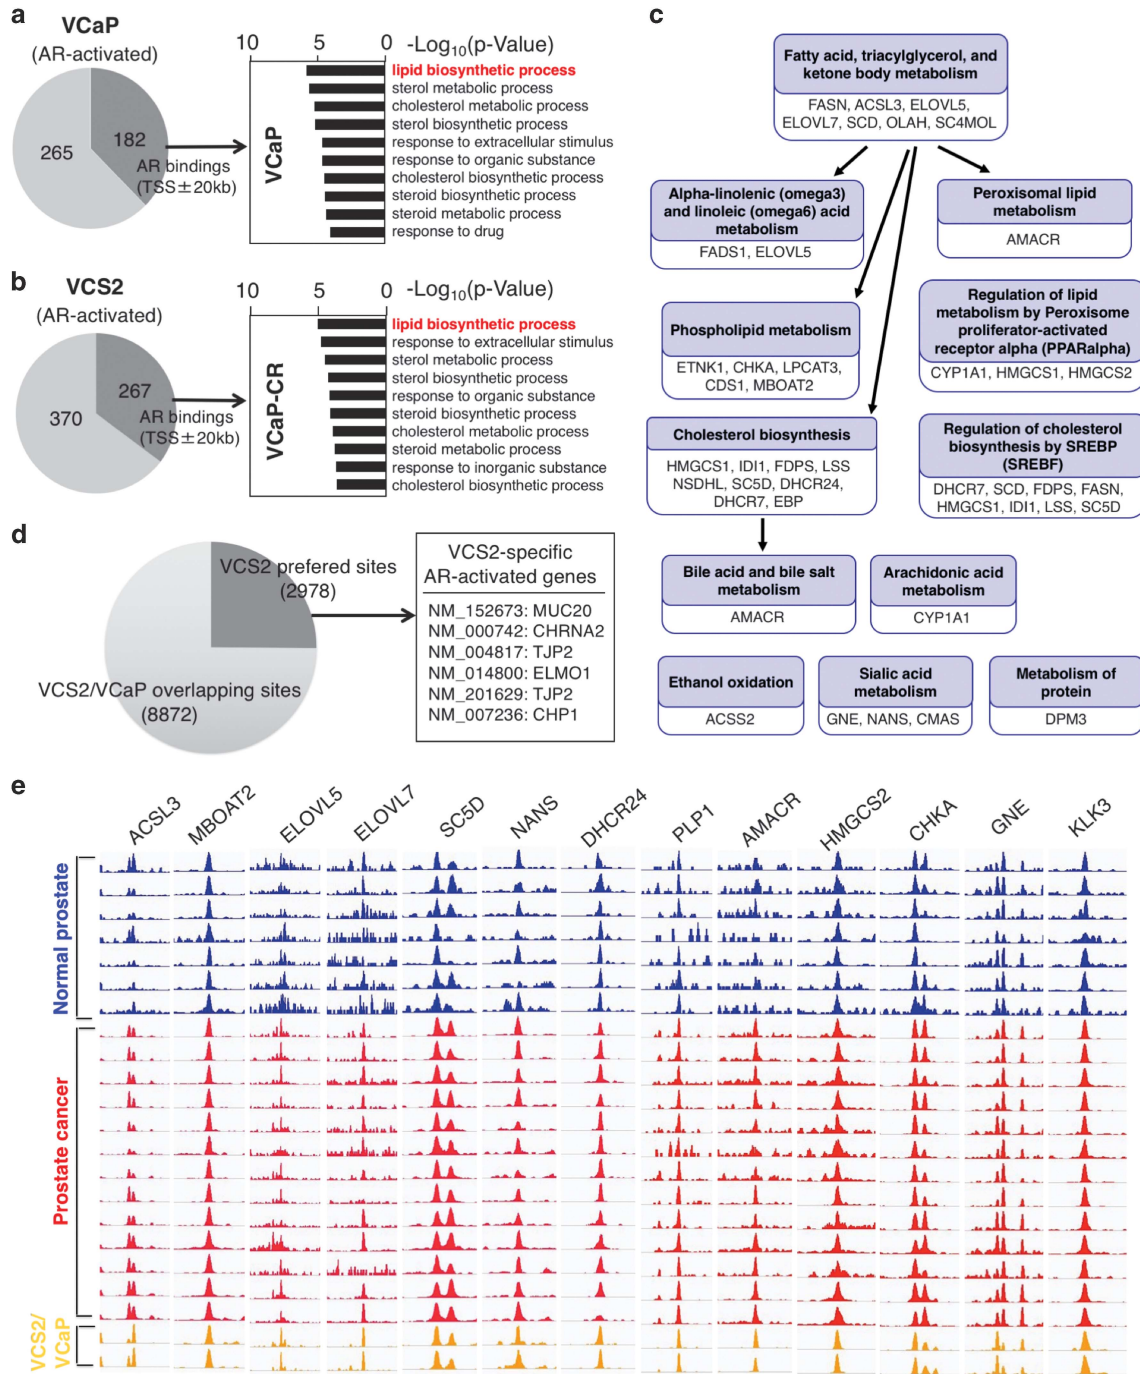 a
VCaP
(AR-activated)
265
182
AR bindings
(TSS±20kb)
10 5 0 -Log10(p-Value)
VCaP
lipid biosynthetic process
sterol metabolic process
cholesterol metabolic process
sterol biosynthetic process
response to extracellular stimulus
response to organic substance
cholesterol biosynthetic process
steroid biosynthetic process
steroid metabolic process
response to drug
b
VCS2
(AR-activated)
370
267
AR bindings
(TSS±20kb)
10 5 0 -Log10(p-Value)
VCaP-CR
lipid biosynthetic process
response to extracellular stimulus
sterol metabolic process
sterol biosynthetic process
response to organic substance
steroid biosynthetic process
cholesterol metabolic process
steroid metabolic process
response to inorganic substance
cholesterol biosynthetic process
c
Fatty acid, triacylglycerol, and
ketone body metabolism
FASN, ACSL3, ELOVL5,
ELOVL7, SCD, OLAH, SC4MOL
Alpha-linolenic (omega3)
and linoleic (omega6) acid
metabolism
FADS1, ELOVL5
Peroxisomal lipid
metabolism
AMACR
Phospholipid metabolism
ETNK1, CHKA, LPCAT3,
CDS1, MBOAT2
Regulation of lipid
metabolism by Peroxisome
proliferator-activated
receptor alpha (PPARalpha)
CYP1A1, HMGCS1, HMGCS2
Cholesterol biosynthesis
HMGCS1, IDI1, FDPS, LSS
NSDHL, SC5D, DHCR24,
DHCR7, EBP
Regulation of cholesterol
biosynthesis by SREBP
(SREBF)
DHCR7, SCD, FDPS, FASN,
HMGCS1, IDI1, LSS, SC5D
Bile acid and bile salt
metabolism
AMACR
Arachidonic acid
metabolism
CYP1A1
Ethanol oxidation
ACSS2
Sialic acid
metabolism
GNE, NANS, CMAS
Metabolism of
protein
DPM3
d
VCS2 prefered sites
(2978)
VCS2/VCaP overlapping sites
(8872)
VCS2-specific
AR-activated genes
NM_152673: MUC20
NM_000742: CHRNA2
NM_004817: TJP2
NM_014800: ELMO1
NM_201629: TJP2
NM_007236: CHP1
e
ACSL3
MBOAT2
ELOVL5
ELOVL7
SC5D
NANS
DHCR24
PLP1
AMACR
HMGCS2
CHKA
GNE
KLK3
Normal prostate
Prostate cancer
VCS2/
VCaP